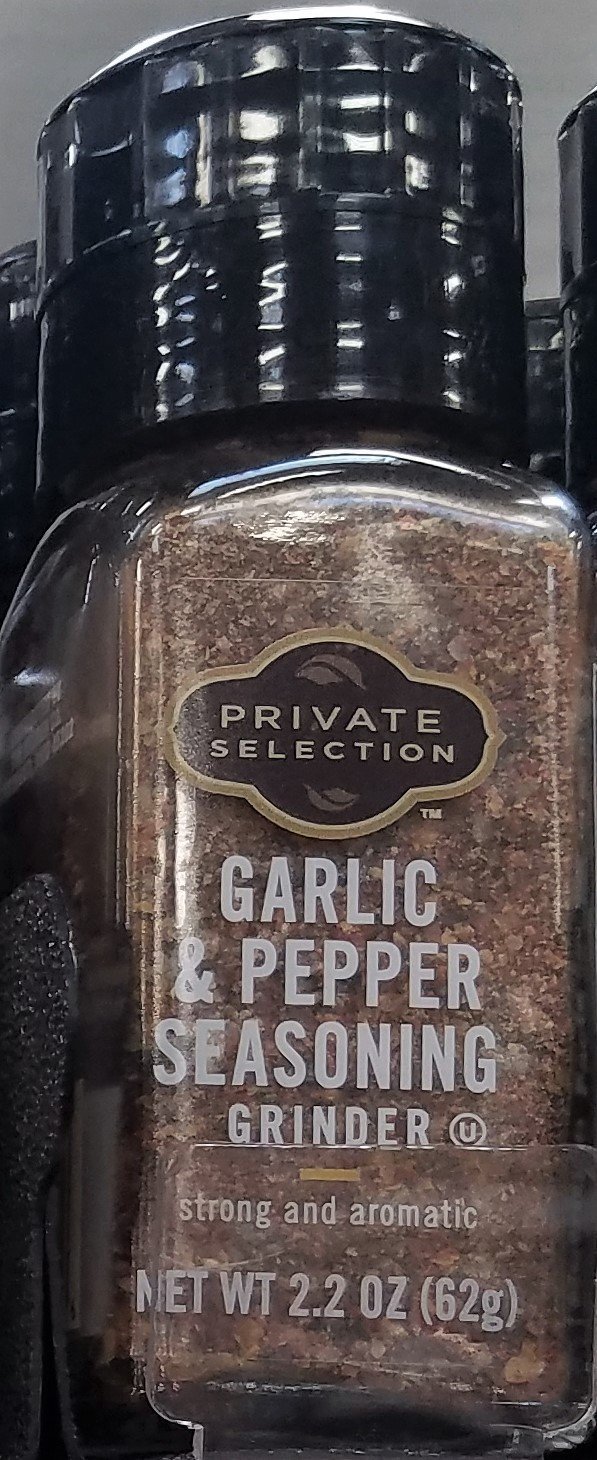 PRIVATE
SELECTION
TM
GARLIC
& PEPPER
SEASONING
GRINDER U
strong and aromatic
NET WT 2.2 OZ (62g)